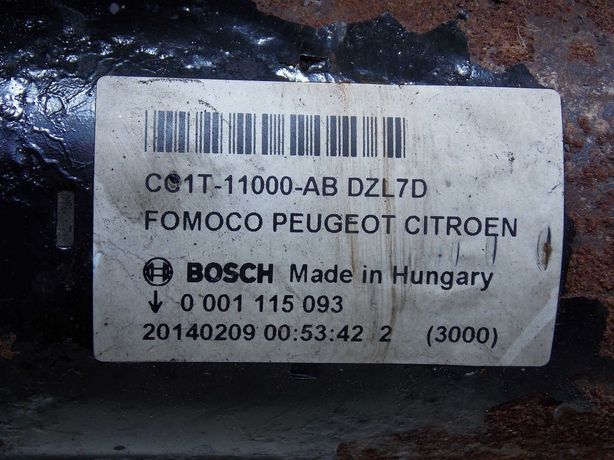 CC1T-11000-AB DZL7D
FOMOCO PEUGEOT CITROEN
BOSCH Made in Hungary
↓ 0 001 115 093
20140209 00:53:42 2 (3000)